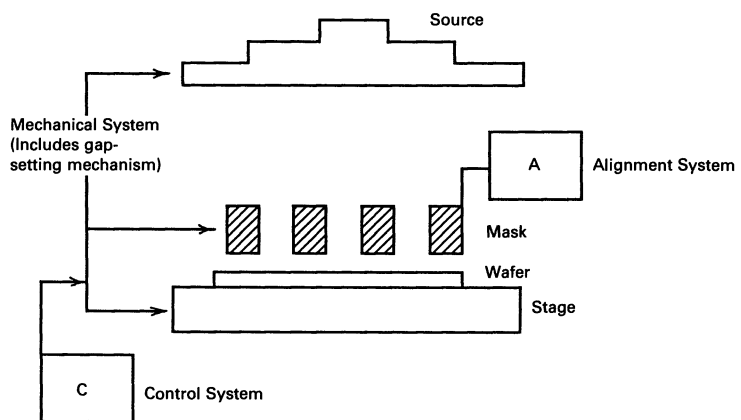 Source
Mechanical System
(Includes gap-
setting mechanism)
A
Alignment System
Mask
Wafer
Stage
C
Control System